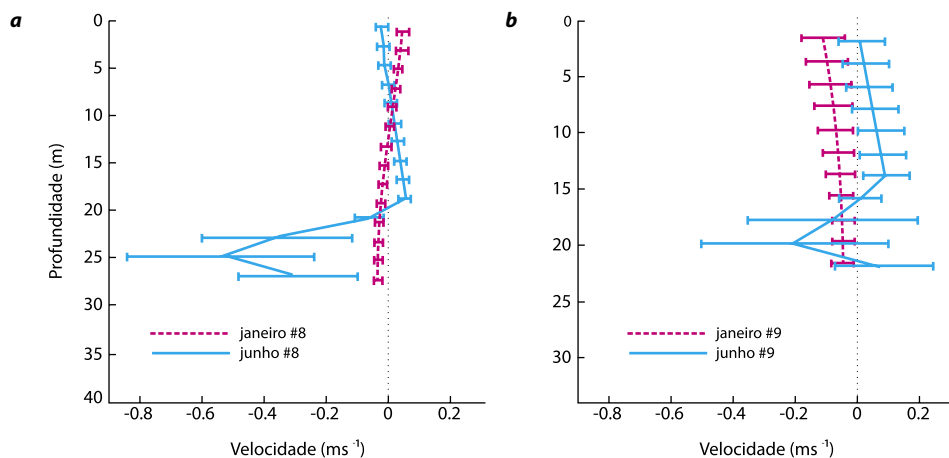 a
0
5
10
15
20
25
30
35
40
Profundidade (m)
janeiro #8
junho #8
-0.8 -0.6 -0.4 -0.2 0 0.2
Velocidade (ms -1)
b
0
5
10
15
20
25
30
janeiro #9
junho #9
-0.8 -0.6 -0.4 -0.2 0 0.2
Velocidade (ms -1)